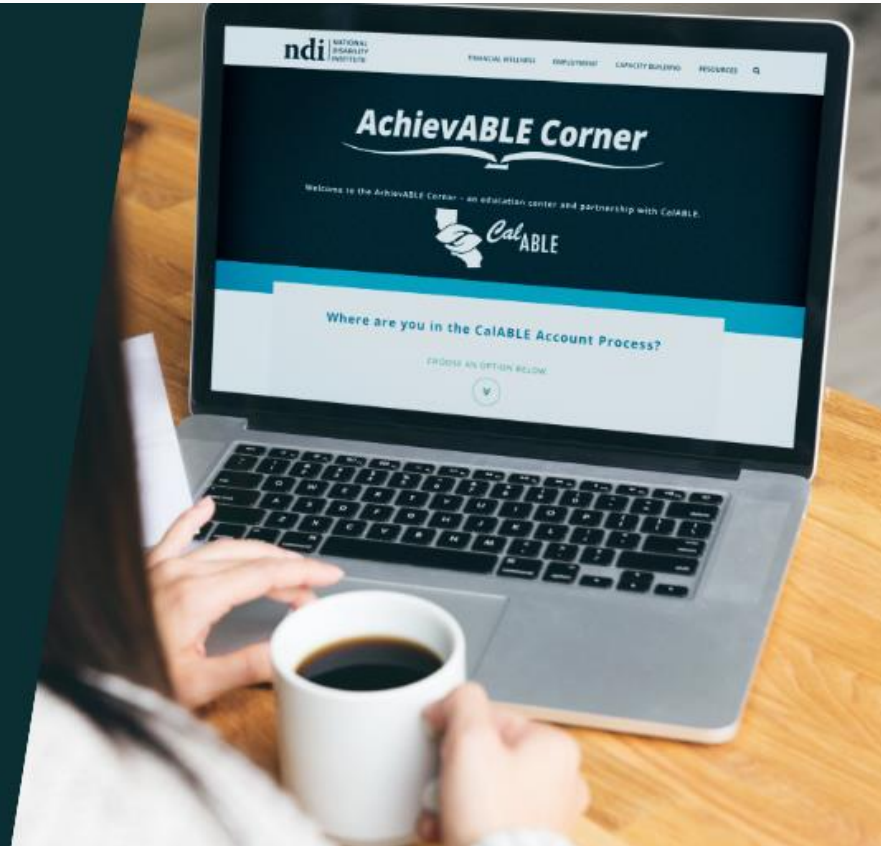 ndi NATIONAL
DISABILITY
INSTITUTE
FINANCIAL WELLNESS EMPLOYMENT CAPACITY BUILDING RESOURCES
AchievABLE Corner
Welcome to the AchievABLE Corner – an education center and partnership with CalABLE.
CalABLE
Where are you in the CalABLE Account Process?
CHOOSE AN OPTION BELOW